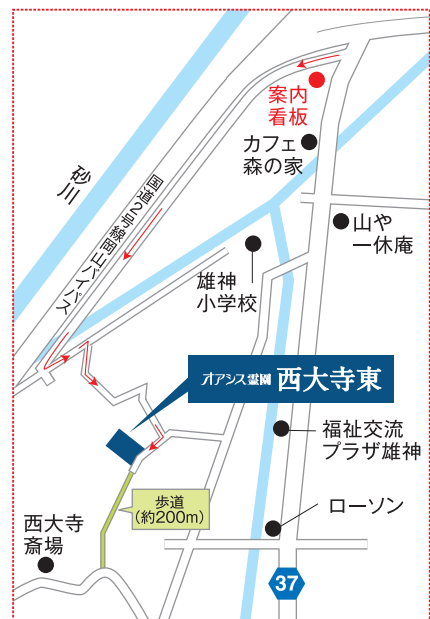 案内
看板
カフェ
森の家
砂川
国道2号線岡山バイパス
山や
一休庵
雄神
小学校
オアシス霊園 西大寺東
福祉交流
プラザ雄神
歩道
(約200m)
ローソン
西大寺
斎場
37